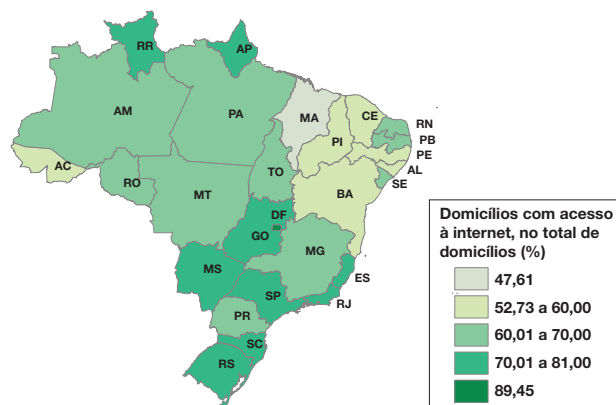 RR
AP
AM
PA
MA
CE
RN
PB
PE
AL
SE
PI
AC
RO
TO
MT
BA
DF
GO
MG
ES
MS
SP
RJ
PR
SC
RS
Domicílios com acesso
à internet, no total de
domicílios (%)
47,61
52,73 a 60,00
60,01 a 70,00
70,01 a 81,00
89,45